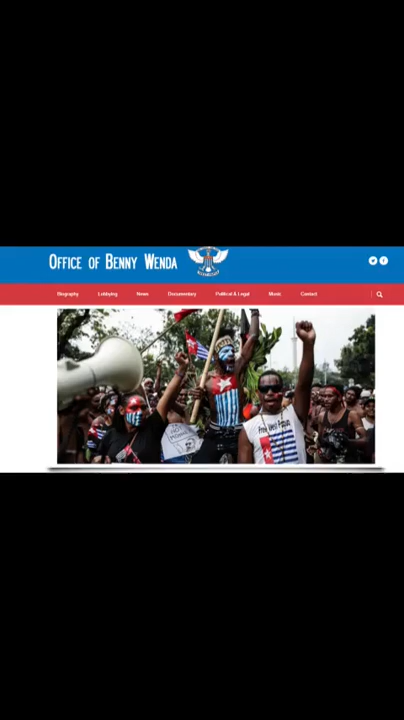 OFFICE OF BENNY WENDA
Biography Lobbying News Documentary Political & Legal Music Contact
Free West Papua